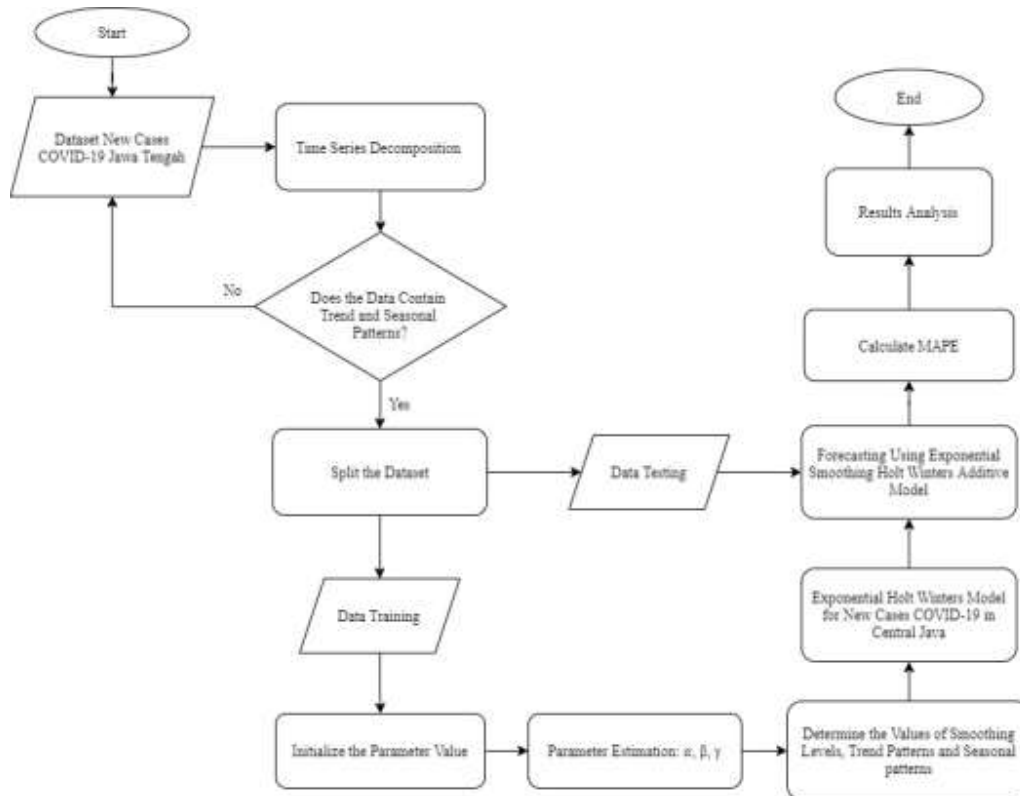 Start
Dataset New Cases
COVID-19 Jawa Tengah
Time Series Decomposition
No
Does the Data Contain
Trend and Seasonal
Patterns?
Yes
Split the Dataset
Data Testing
Data Training
Initialize the Parameter Value
Parameter Estimation: α, β, γ
Determine the Values of Smoothing
Levels, Trend Patterns and Seasonal
patterns
Exponential Holt Winters Model
for New Cases COVID-19 in
Central Java
Forecasting Using Exponential
Smoothing Holt Winters Additive
Model
Calculate MAPE
Results Analysis
End